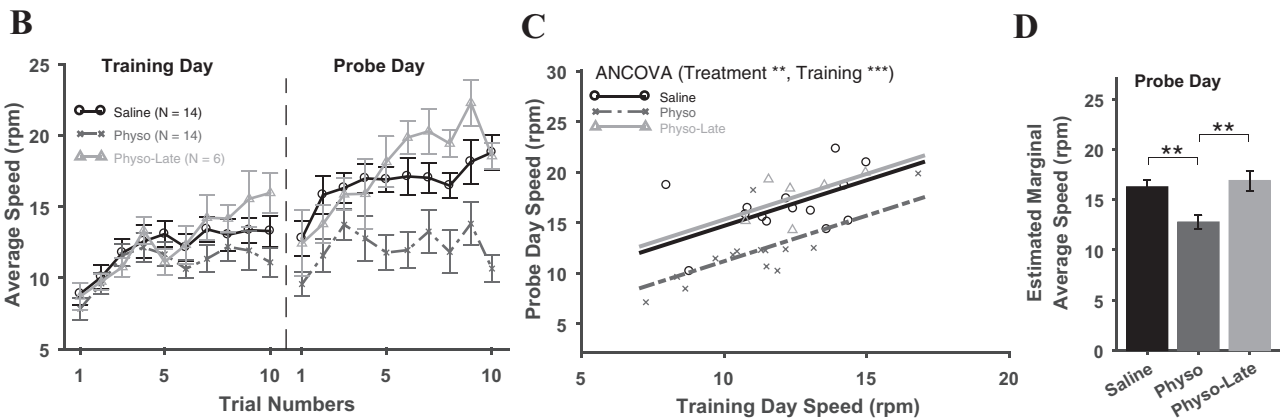 B
Training Day
Probe Day
Average Speed (rpm)
25
20
15
10
5
Saline (N = 14)
Physo (N = 14)
Physo-Late (N = 6)
1
5
10
1
5
10
Trial Numbers
C
ANCOVA (Treatment **, Training ***)
Saline
Physo
Physo-Late
Probe Day Speed (rpm)
30
25
20
15
10
5
5
10
15
20
Training Day Speed (rpm)
D
Probe Day
Estimated Marginal
Average Speed (rpm)
25
20
15
10
5
0
**
**
Saline
Physo
Physo-Late